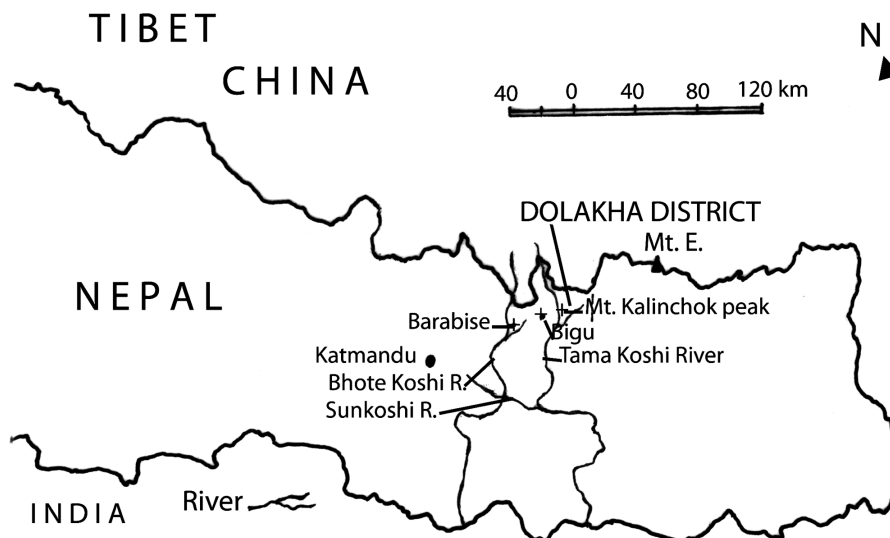 TIBET
CHINA
N
40 0 40 80 120 km
DOLAKHA DISTRICT
Mt. E.
NEPAL
Mt. Kalinchok peak
Barabise
Bigu
Katmandu
Tama Koshi River
Bhote Koshi R.
Sunkoshi R.
River
INDIA